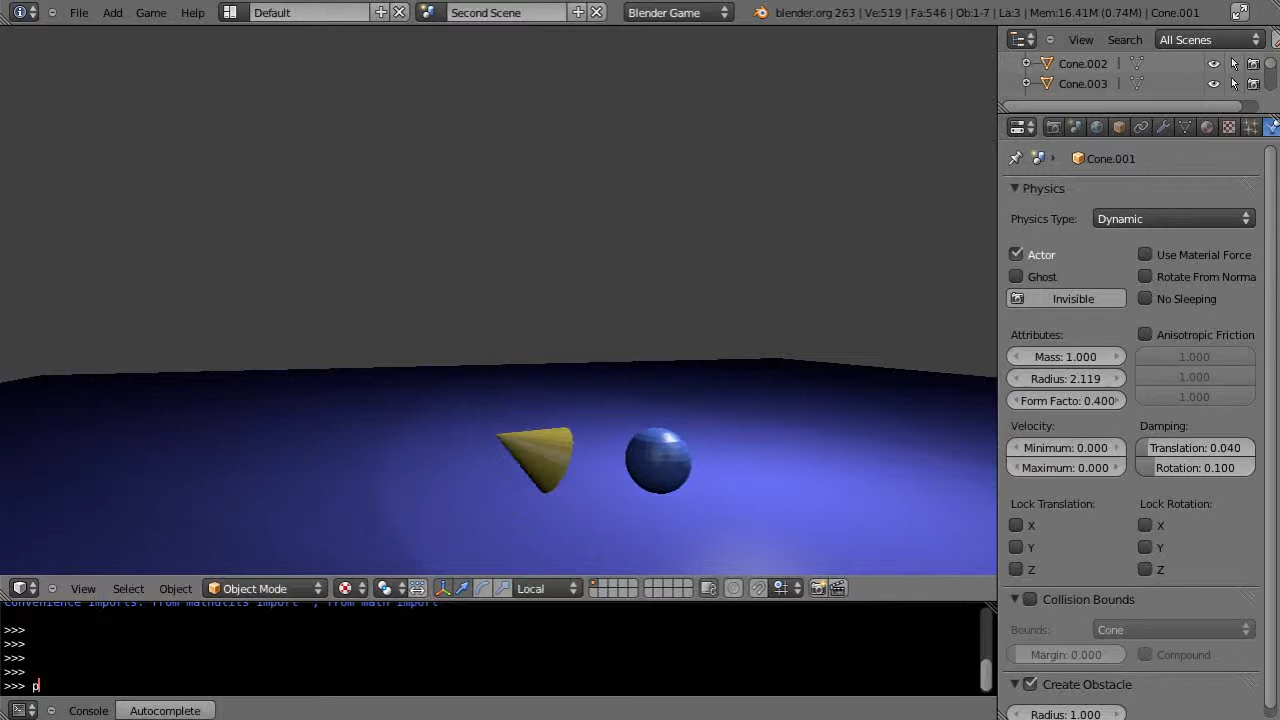 File Add Game Help Default Second Scene Blender Game blender.org 263 | Ve:519 | Fa:546 | Ob:1-7 | La:3 | Mem:16.41M (0.74M) | Cone.001
View Search All Scenes
Cone.002
Cone.003
Cone.001
Physics
Physics Type: Dynamic
Actor Use Material Force
Ghost Rotate From Norma
Invisible No Sleeping
Attributes: Anisotropic Friction
Mass: 1.000 1.000
Radius: 2.119 1.000
Form Facto: 0.400 1.000
Velocity: Damping:
Minimum: 0.000 Translation: 0.040
Maximum: 0.000 Rotation: 0.100
Lock Translation: Lock Rotation:
X X
Y Y
Z Z
Collision Bounds
Bounds: Cone
Margin: 0.000 Compound
Create Obstacle
Radius: 1.000
View Select Object Object Mode Local
>>>
>>>
>>>
>>>
>>> p
Console Autocomplete